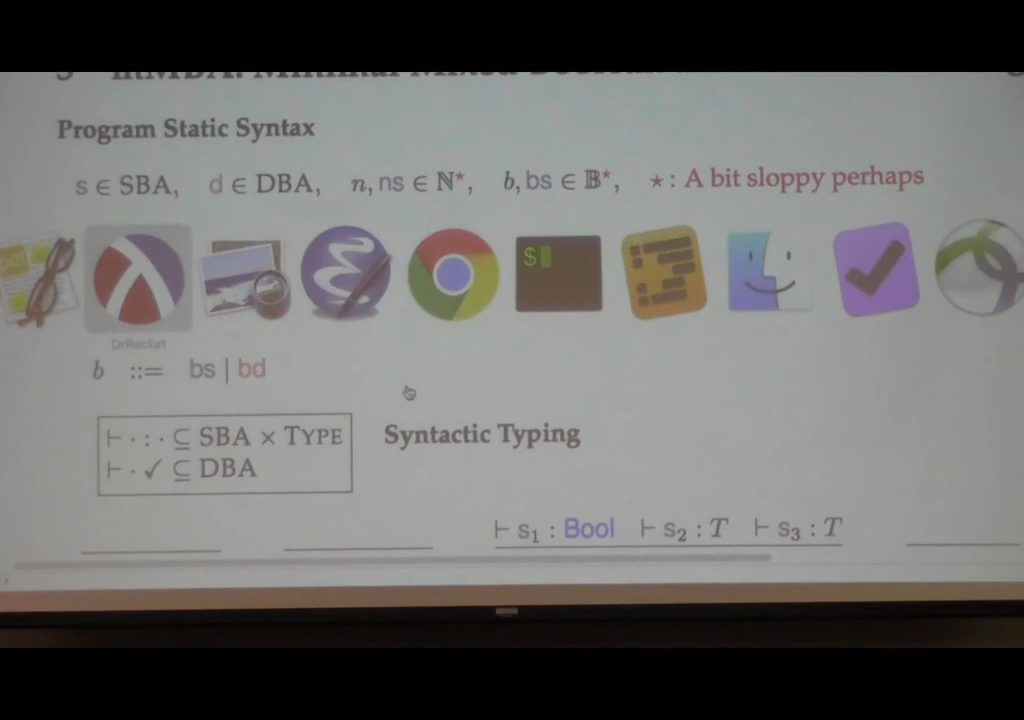 Program Static Syntax
s ∈ SBA, d ∈ DBA, n, ns ∈ ℕ*, b, bs ∈ 𝔹*, ⋆ : A bit sloppy perhaps
$
DrRacket
b ::= bs | bd
⊢ · : · ⊆ SBA × TYPE
⊢ · ✓ ⊆ DBA
Syntactic Typing
⊢ s₁ : Bool ⊢ s₂ : T ⊢ s₃ : T
7